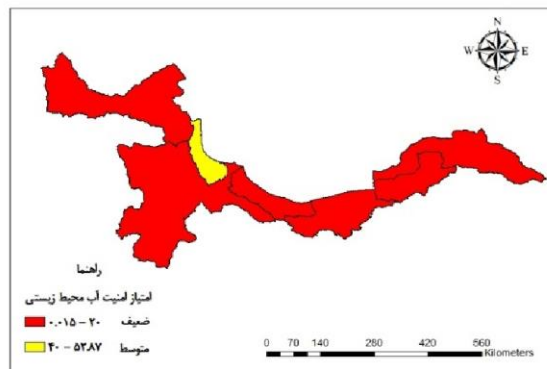 N
W E
S
راهنما
امتیاز امنیت آب محیط زیستی
ضعیف ۰.۰۱۵ - ۲۰
متوسط ۴۰ - ۵۳.۸۷
0 35 70 140 280 420 560
Kilometers